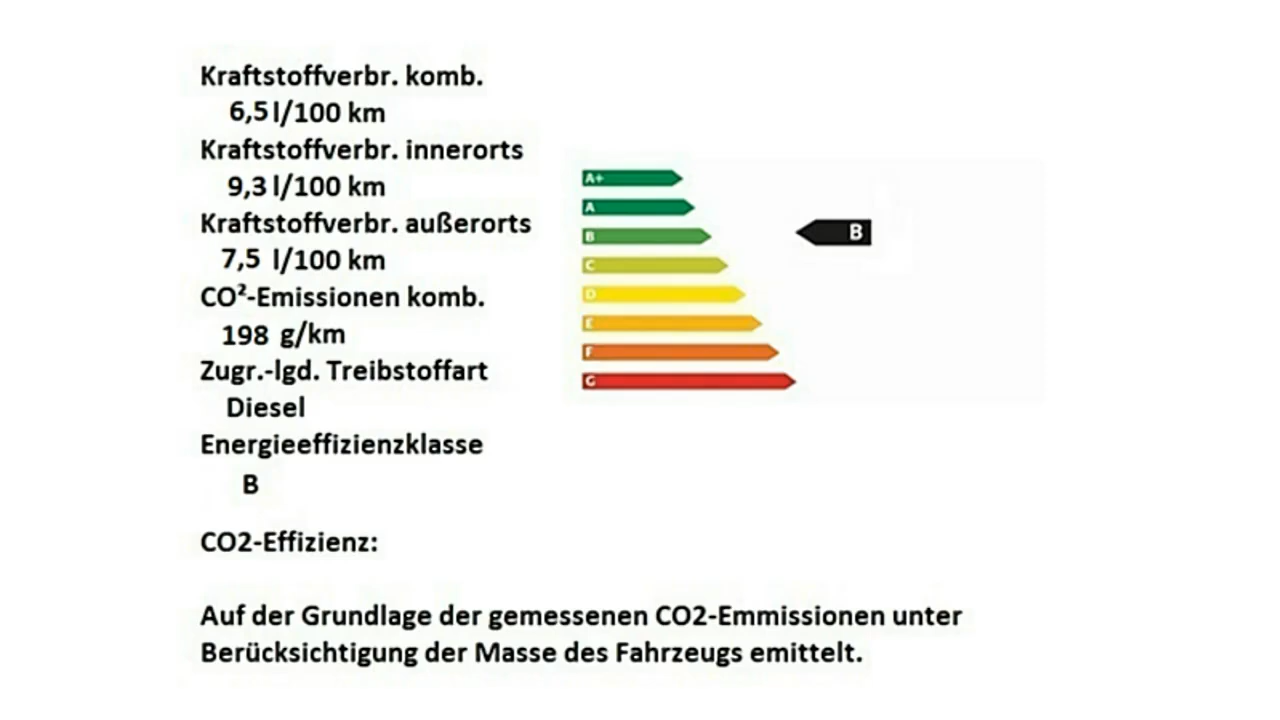 Kraftstoffverbr. komb.
6,5 l/100 km
Kraftstoffverbr. innerorts
9,3 l/100 km
Kraftstoffverbr. außerorts
7,5 l/100 km
CO²-Emissionen komb.
198 g/km
Zugr.-lgd. Treibstoffart
Diesel
Energieeffizienzklasse
B
A+
A
B
C
D
E
F
G
B
CO2-Effizienz:
Auf der Grundlage der gemessenen CO2-Emmissionen unter
Berücksichtigung der Masse des Fahrzeugs emittelt.